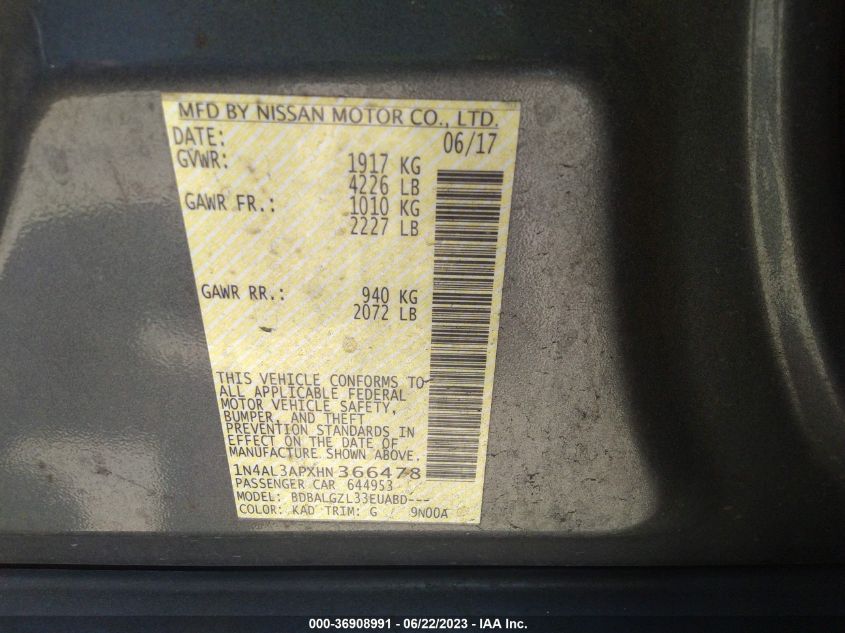 MFD BY NISSAN MOTOR CO., LTD.
DATE: 06/17
GVWR: 1917 KG
4226 LB
GAWR FR.: 1010 KG
2227 LB
GAWR RR.: 940 KG
2072 LB
THIS VEHICLE CONFORMS TO
ALL APPLICABLE FEDERAL
MOTOR VEHICLE SAFETY,
BUMPER, AND THEFT
PREVENTION STANDARDS IN
EFFECT ON THE DATE OF
MANUFACTURE SHOWN ABOVE.
1N4AL3APXHN366478
PASSENGER CAR 644953
MODEL: BDBALGZL33EUABD---
COLOR: KAD TRIM: G / 9N00A
000-36908991 - 06/22/2023 - IAA Inc.